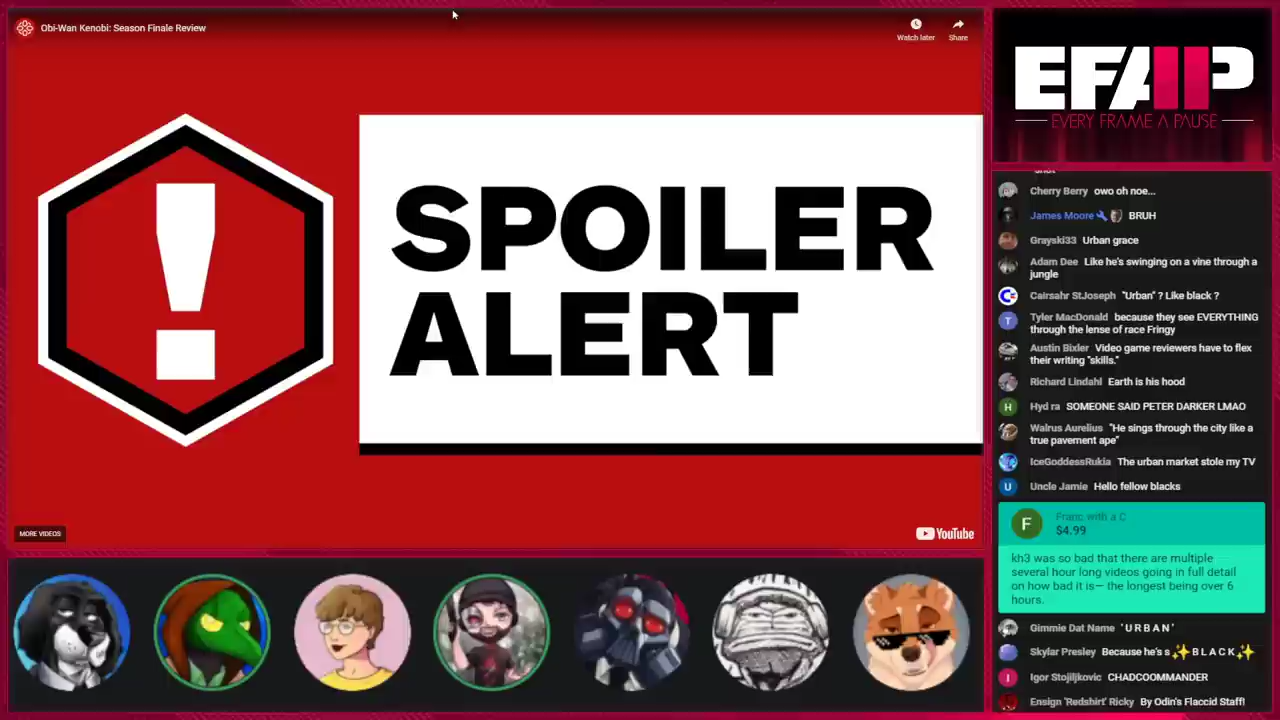 Obi-Wan Kenobi: Season Finale Review
Watch later
Share
SPOILER
ALERT
MORE VIDEOS
YouTube
EFAP
EVERY FRAME A PAUSE
Cherry Berry owo oh noe...
James Moore BRUH
Grayski33 Urban grace
Adam Dee Like he's swinging on a vine through a
jungle
Cairsahr StJoseph "Urban" ? Like black ?
Tyler MacDonald because they see EVERYTHING
through the lense of race Fringy
Austin Bixler Video game reviewers have to flex
their writing "skills."
Richard Lindahl Earth is his hood
Hyd ra SOMEONE SAID PETER DARKER LMAO
Walrus Aurelius "He sings through the city like a
true pavement ape"
IceGoddessRukia The urban market stole my TV
Uncle Jamie Hello fellow blacks
F
Franc with a C
$4.99
kh3 was so bad that there are multiple
several hour long videos going in full detail
on how bad it is— the longest being over 6
hours.
Gimmie Dat Name ' U R B A N '
Skylar Presley Because he's s ✨ B L A C K ✨
Igor Stojiljkovic CHADCOOMMANDER
Ensign 'Redshirt' Ricky By Odin's Flaccid Staff!